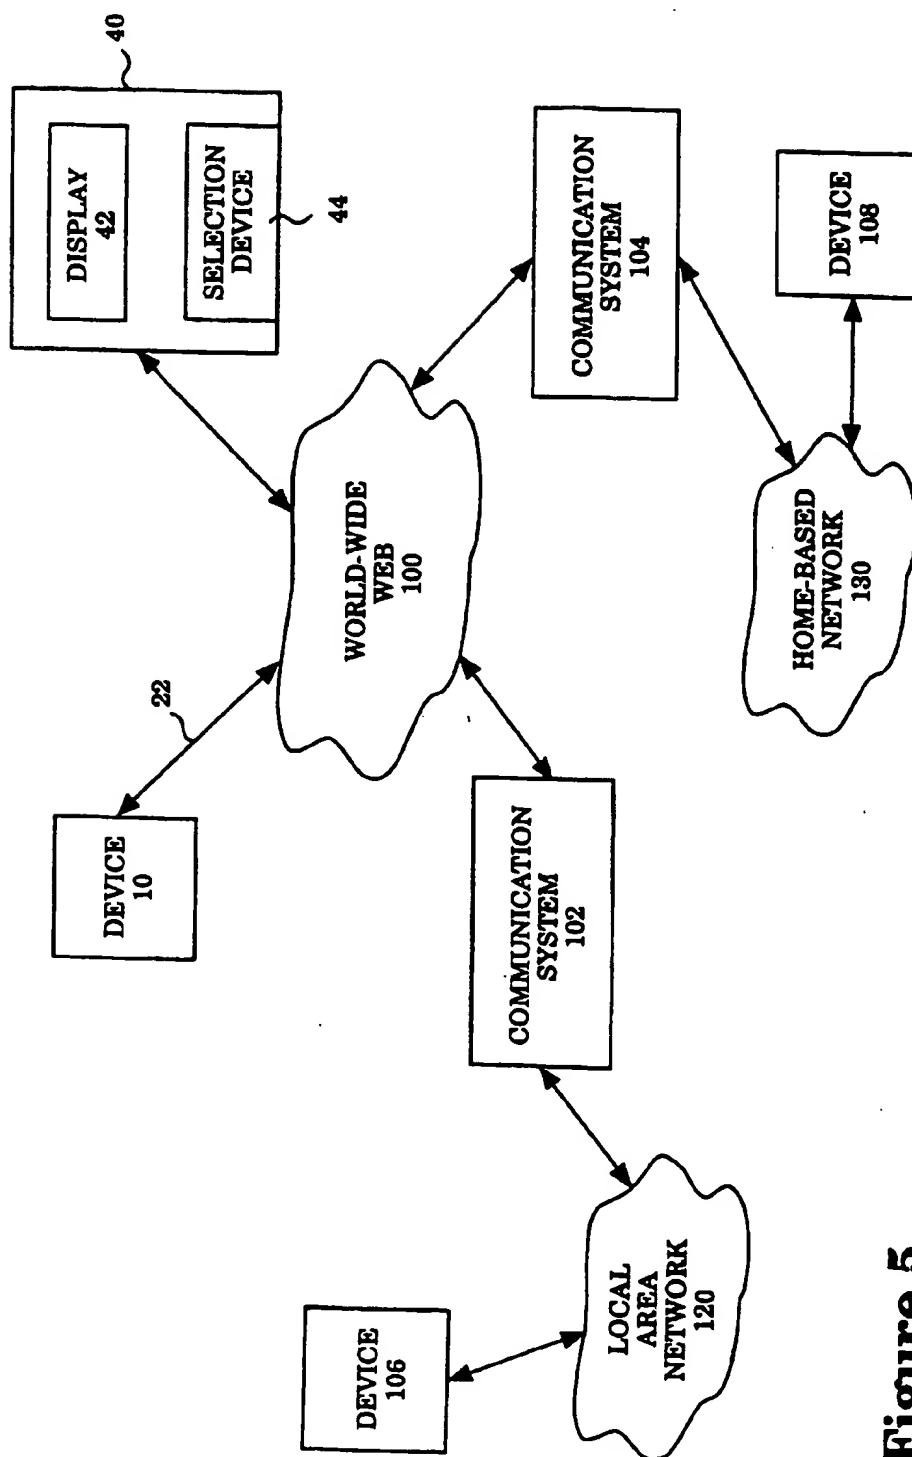 40
DISPLAY
42
SELECTION
DEVICE
44
22
DEVICE
10
WORLD-WIDE
WEB
100
COMMUNICATION
SYSTEM
104
DEVICE
108
COMMUNICATION
SYSTEM
102
HOME-BASED
NETWORK
130
DEVICE
106
LOCAL
AREA
NETWORK
120
Figure 5